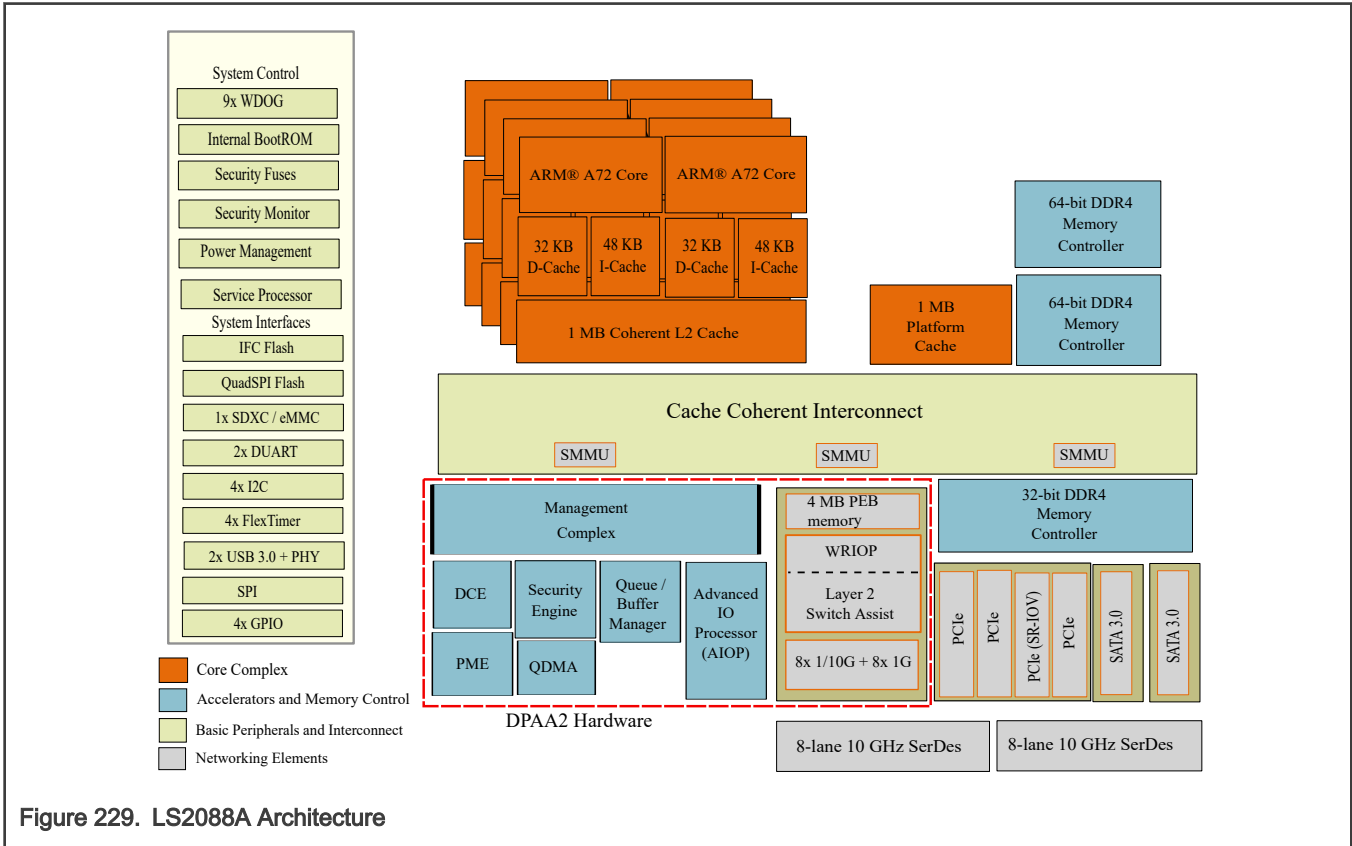 System Control
9x WDOG
Internal BootROM
Security Fuses
Security Monitor
Power Management
Service Processor
System Interfaces
IFC Flash
QuadSPI Flash
1x SDXC / eMMC
2x DUART
4x I2C
4x FlexTimer
2x USB 3.0 + PHY
SPI
4x GPIO
ARM® A72 Core
ARM® A72 Core
32 KB
D-Cache
48 KB
I-Cache
32 KB
D-Cache
48 KB
I-Cache
1 MB Coherent L2 Cache
64-bit DDR4
Memory
Controller
1 MB
Platform
Cache
64-bit DDR4
Memory
Controller
Cache Coherent Interconnect
SMMU
SMMU
SMMU
Management
Complex
4 MB PEB
memory
32-bit DDR4
Memory
Controller
DCE
Security
Engine
Queue /
Buffer
Manager
Advanced
IO
Processor
(AIOP)
WRIOP
Layer 2
Switch Assist
PME
QDMA
8x 1/10G + 8x 1G
PCIe
PCIe
PCIe (SR-IOV)
PCIe
SATA 3.0
SATA 3.0
DPAA2 Hardware
8-lane 10 GHz SerDes
8-lane 10 GHz SerDes
Core Complex
Accelerators and Memory Control
Basic Peripherals and Interconnect
Networking Elements
Figure 229. LS2088A Architecture